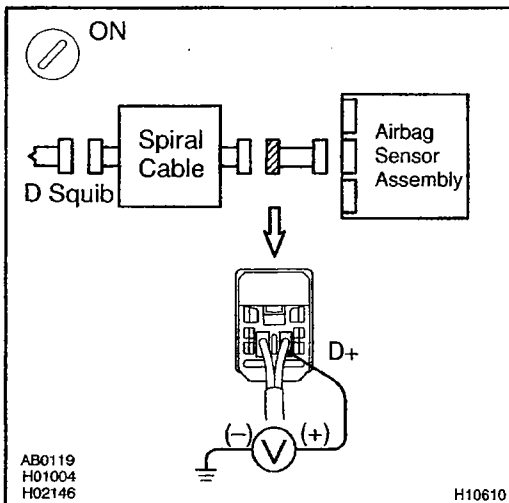 ON
Spiral
Cable
Airbag
Sensor
Assembly
D Squib
D+
(-)
V
(+)
AB0119
H01004
H02146
H10610